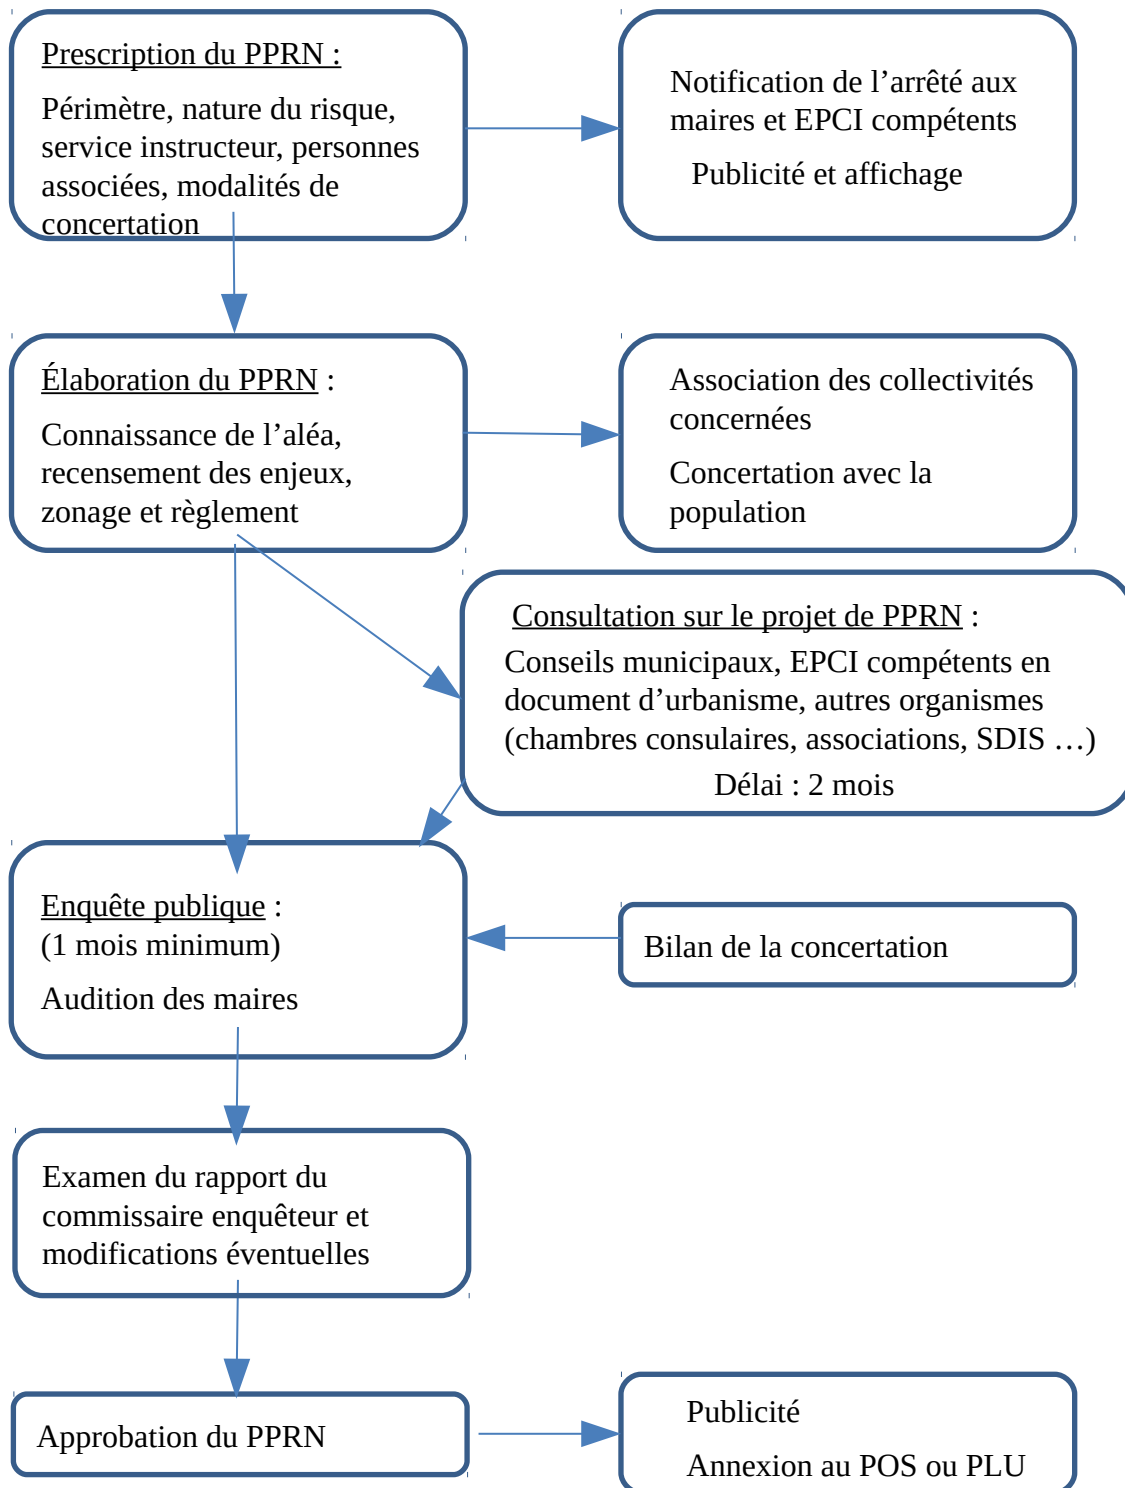 Prescription du PPRN :
Périmètre, nature du risque,
service instructeur, personnes
associées, modalités de
concertation
Notification de l’arrêté aux
maires et EPCI compétents
Publicité et affichage
Élaboration du PPRN :
Connaissance de l’aléa,
recensement des enjeux,
zonage et règlement
Association des collectivités
concernées
Concertation avec la
population
Consultation sur le projet de PPRN :
Conseils municipaux, EPCI compétents en
document d’urbanisme, autres organismes
(chambres consulaires, associations, SDIS …)
Délai : 2 mois
Enquête publique :
(1 mois minimum)
Audition des maires
Bilan de la concertation
Examen du rapport du
commissaire enquêteur et
modifications éventuelles
Approbation du PPRN
Publicité
Annexion au POS ou PLU